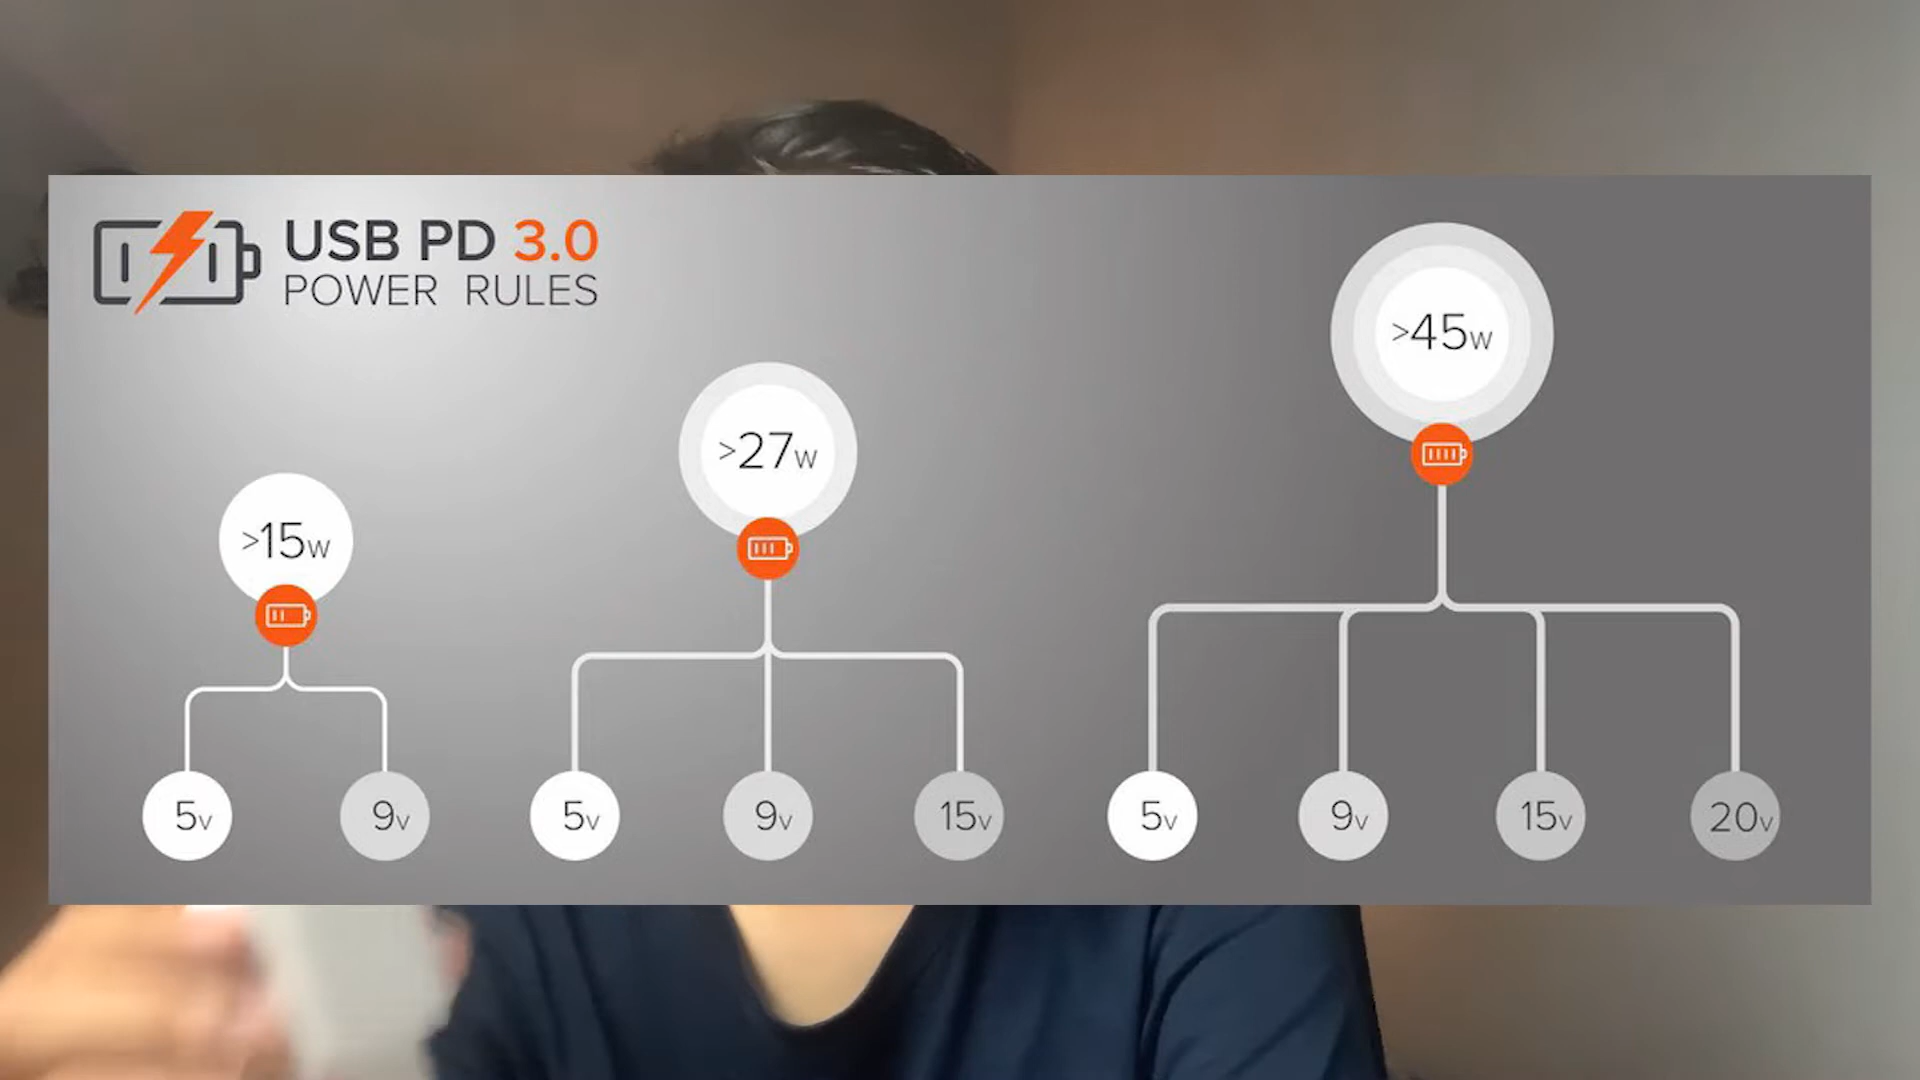 USB PD 3.0
POWER RULES
>15W
5V
9V
>27W
5V
9V
15V
>45W
5V
9V
15V
20V